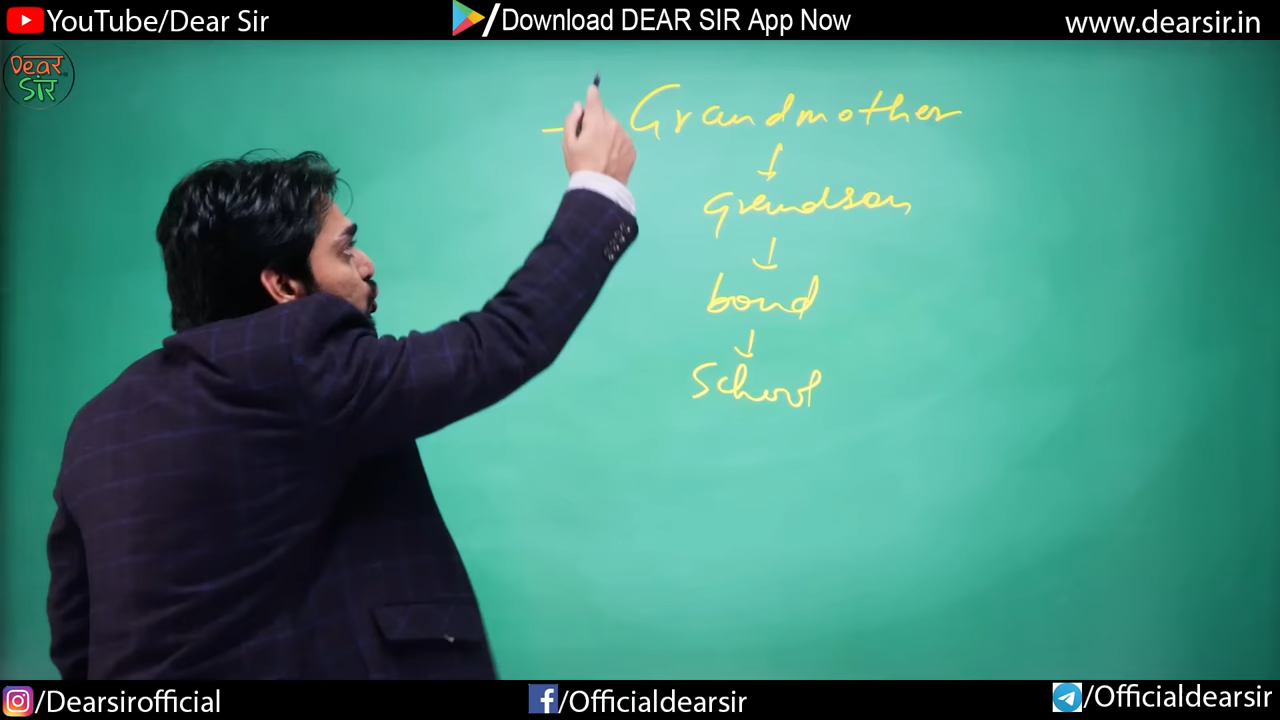 YouTube/Dear Sir
/Download DEAR SIR App Now
www.dearsir.in
Dear
Sir
Grandmother
Grandson
bond
School
/Dearsirofficial
/Officialdearsir
/Officialdearsir